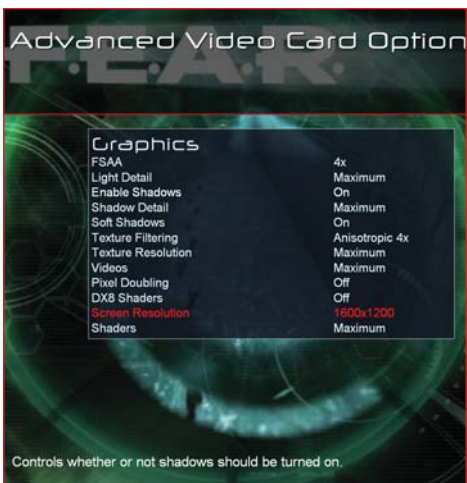 Advanced Video Card Option
F.E.A.R.
Graphics
FSAA 4x
Light Detail Maximum
Enable Shadows On
Shadow Detail Maximum
Soft Shadows On
Texture Filtering Anisotropic 4x
Texture Resolution Maximum
Videos Maximum
Pixel Doubling Off
DX8 Shaders Off
Screen Resolution 1600x1200
Shaders Maximum
Controls whether or not shadows should be turned on.